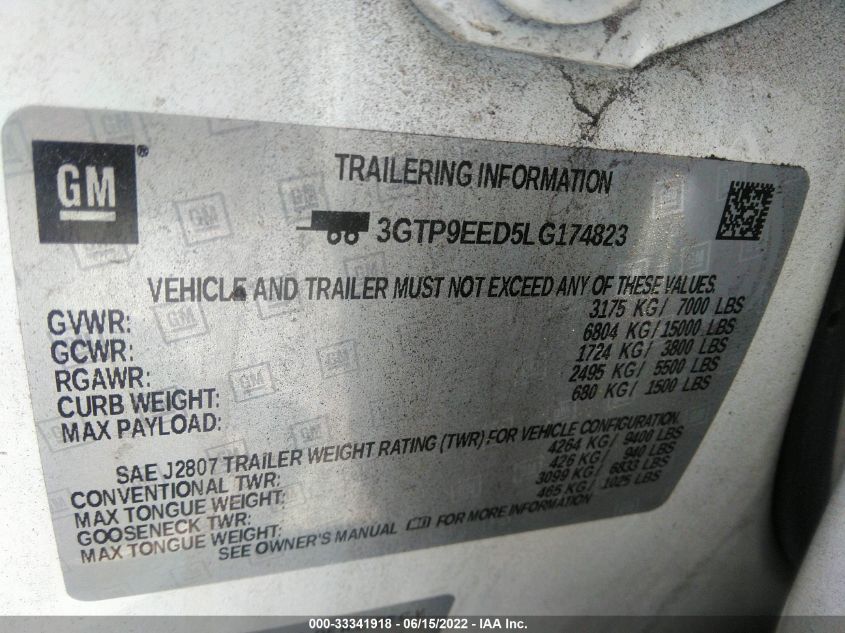 GM®
TRAILERING INFORMATION
3GTP9EED5LG174823
VEHICLE AND TRAILER MUST NOT EXCEED ANY OF THESE VALUES.
GVWR: 3175 KG/ 7000 LBS
GCWR: 6804 KG/15000 LBS
RGAWR: 1724 KG/ 3800 LBS
CURB WEIGHT: 2495 KG/ 5500 LBS
MAX PAYLOAD: 680 KG/ 1500 LBS
SAE J2807 TRAILER WEIGHT RATING (TWR) FOR VEHICLE CONFIGURATION.
CONVENTIONAL TWR: 4264 KG/ 9400 LBS
MAX TONGUE WEIGHT: 426 KG/ 940 LBS
GOOSENECK TWR: 3099 KG/ 6833 LBS
MAX TONGUE WEIGHT: 465 KG/ 1025 LBS
SEE OWNER'S MANUAL FOR MORE INFORMATION
000-33341918 - 06/15/2022 - IAA Inc.